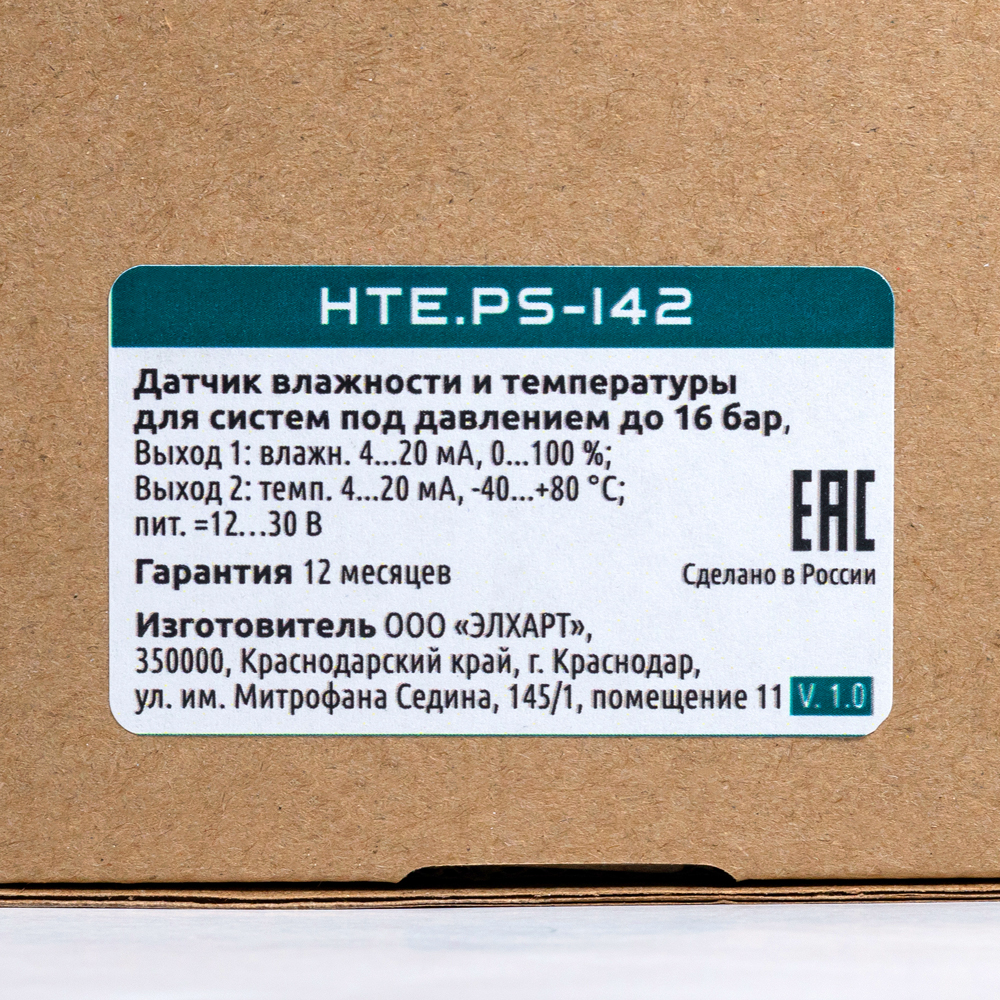 HTE.PS-I42
Датчик влажности и температуры
для систем под давлением до 16 бар,
Выход 1: влажн. 4...20 мА, 0...100 %;
Выход 2: темп. 4...20 мА, -40...+80 °C;
пит. =12...30 В
EAC
Гарантия 12 месяцев
Сделано в России
Изготовитель ООО «ЭЛХАРТ»,
350000, Краснодарский край, г. Краснодар,
ул. им. Митрофана Седина, 145/1, помещение 11 V. 1.0